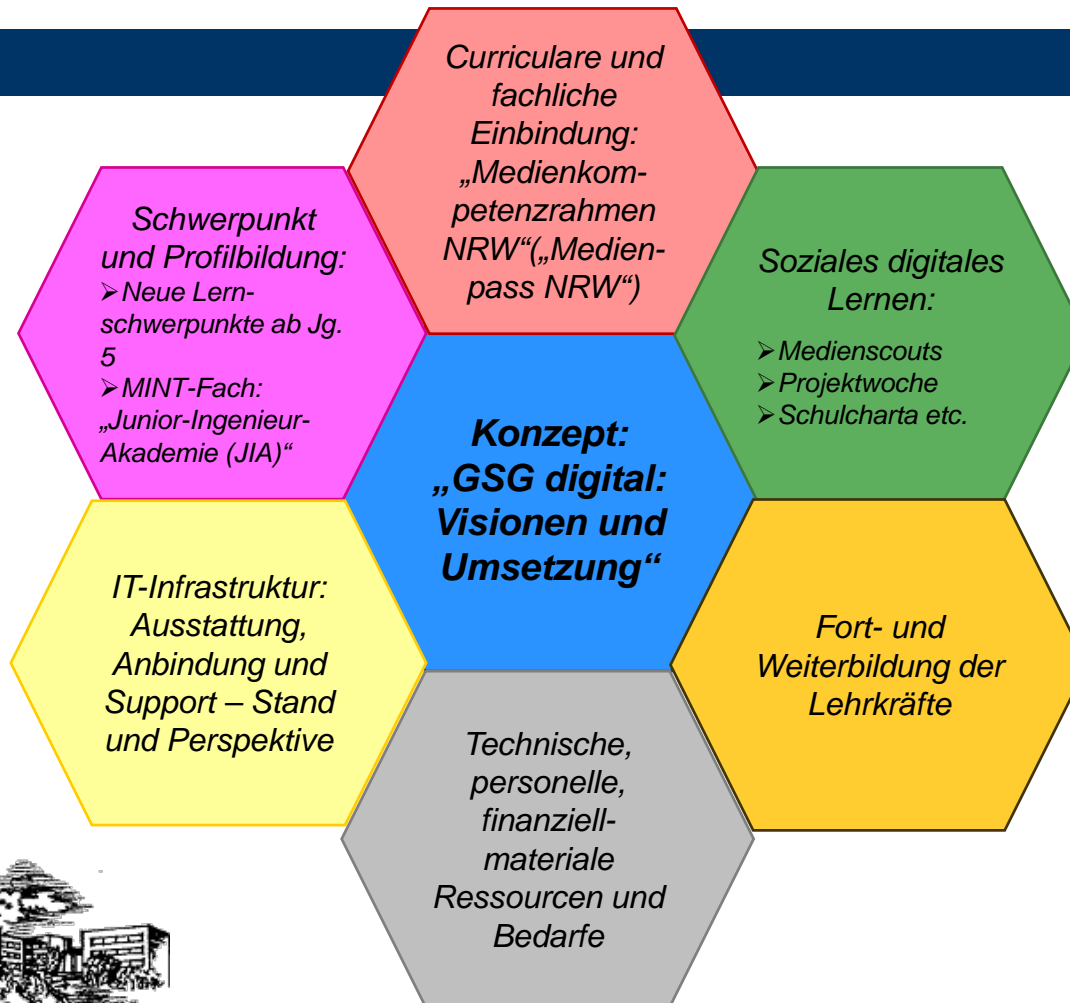 Curriculare und
fachliche
Einbindung:
„Medienkom-
petenzrahmen
NRW“(„Medien-
pass NRW“)
Schwerpunkt
und Profilbildung:
➢Neue Lern-
schwerpunkte ab Jg.
5
➢MINT-Fach:
„Junior-Ingenieur-
Akademie (JIA)“
Soziales digitales
Lernen:
➢Medienscouts
➢Projektwoche
➢Schulcharta etc.
Konzept:
„GSG digital:
Visionen und
Umsetzung“
IT-Infrastruktur:
Ausstattung,
Anbindung und
Support – Stand
und Perspektive
Fort- und
Weiterbildung der
Lehrkräfte
Technische,
personelle,
finanziell-
materiale
Ressourcen und
Bedarfe